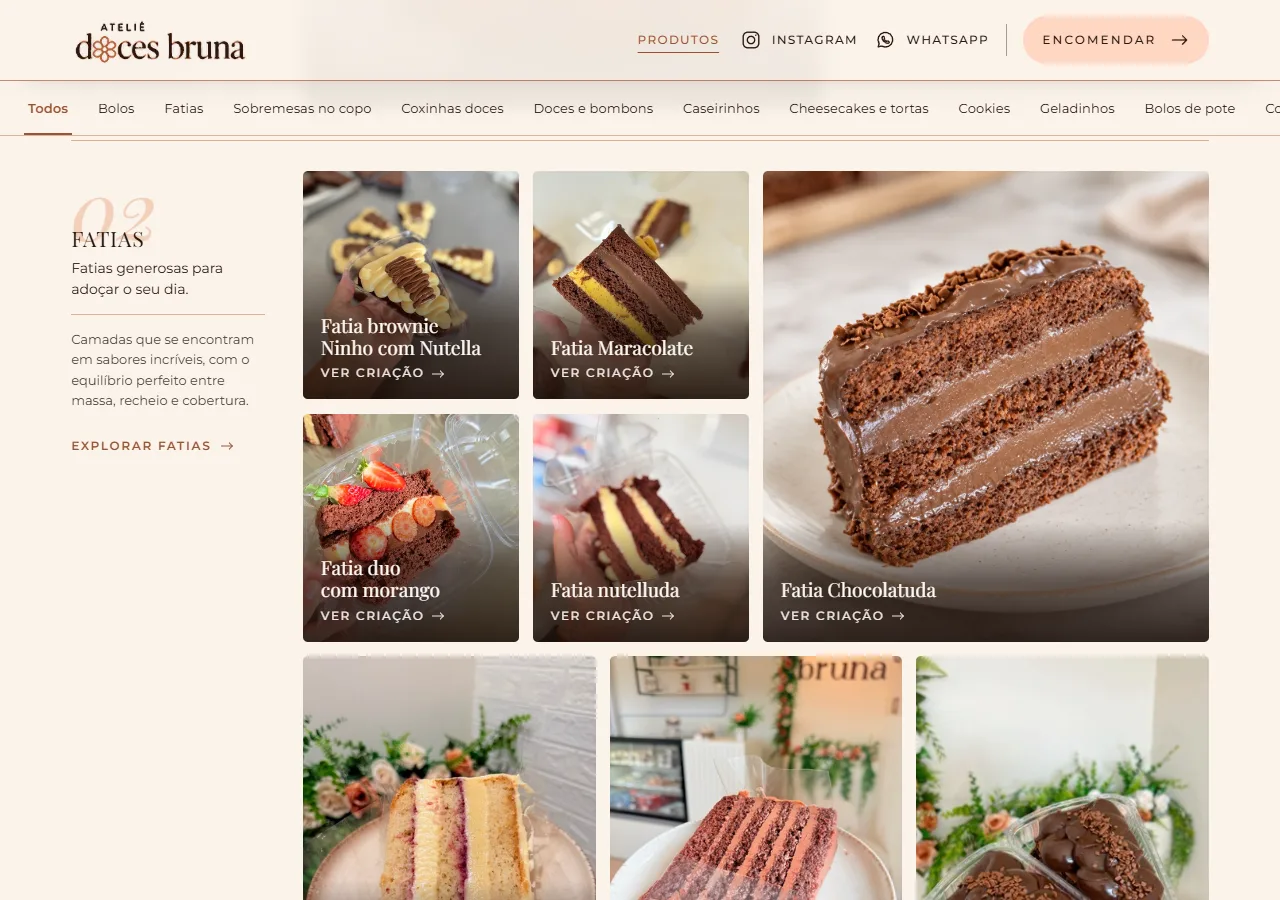 ATELIÊ
doces bruna
PRODUTOS
INSTAGRAM
WHATSAPP
ENCOMENDAR
Todos
Bolos
Fatias
Sobremesas no copo
Coxinhas doces
Doces e bombons
Caseirinhos
Cheesecakes e tortas
Cookies
Geladinhos
Bolos de pote
Co
02
FATIAS
Fatias generosas para
adoçar o seu dia.
Camadas que se encontram
em sabores incríveis, com o
equilíbrio perfeito entre
massa, recheio e cobertura.
EXPLORAR FATIAS
Fatia brownie
Ninho com Nutella
VER CRIAÇÃO
Fatia Maracolate
VER CRIAÇÃO
Fatia duo
com morango
VER CRIAÇÃO
Fatia nutelluda
VER CRIAÇÃO
Fatia Chocolatuda
VER CRIAÇÃO
bruna